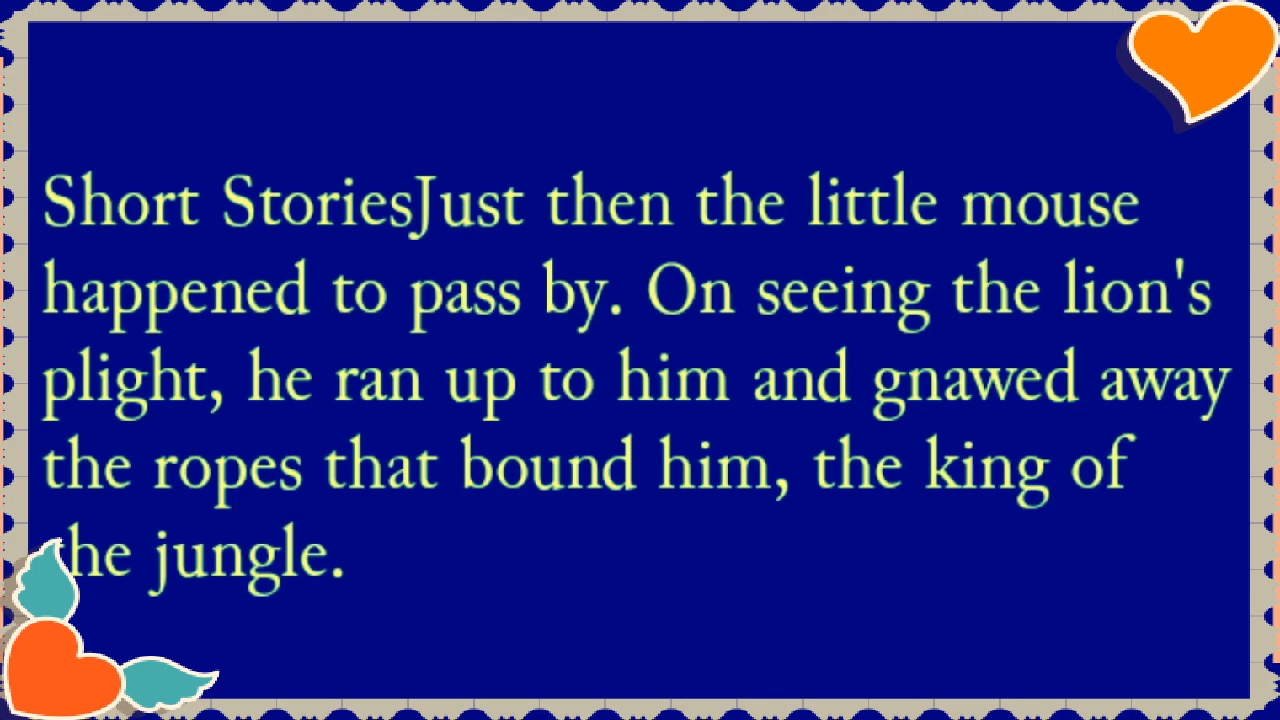 Short StoriesJust then the little mouse
happened to pass by. On seeing the lion's
plight, he ran up to him and gnawed away
the ropes that bound him, the king of
the jungle.